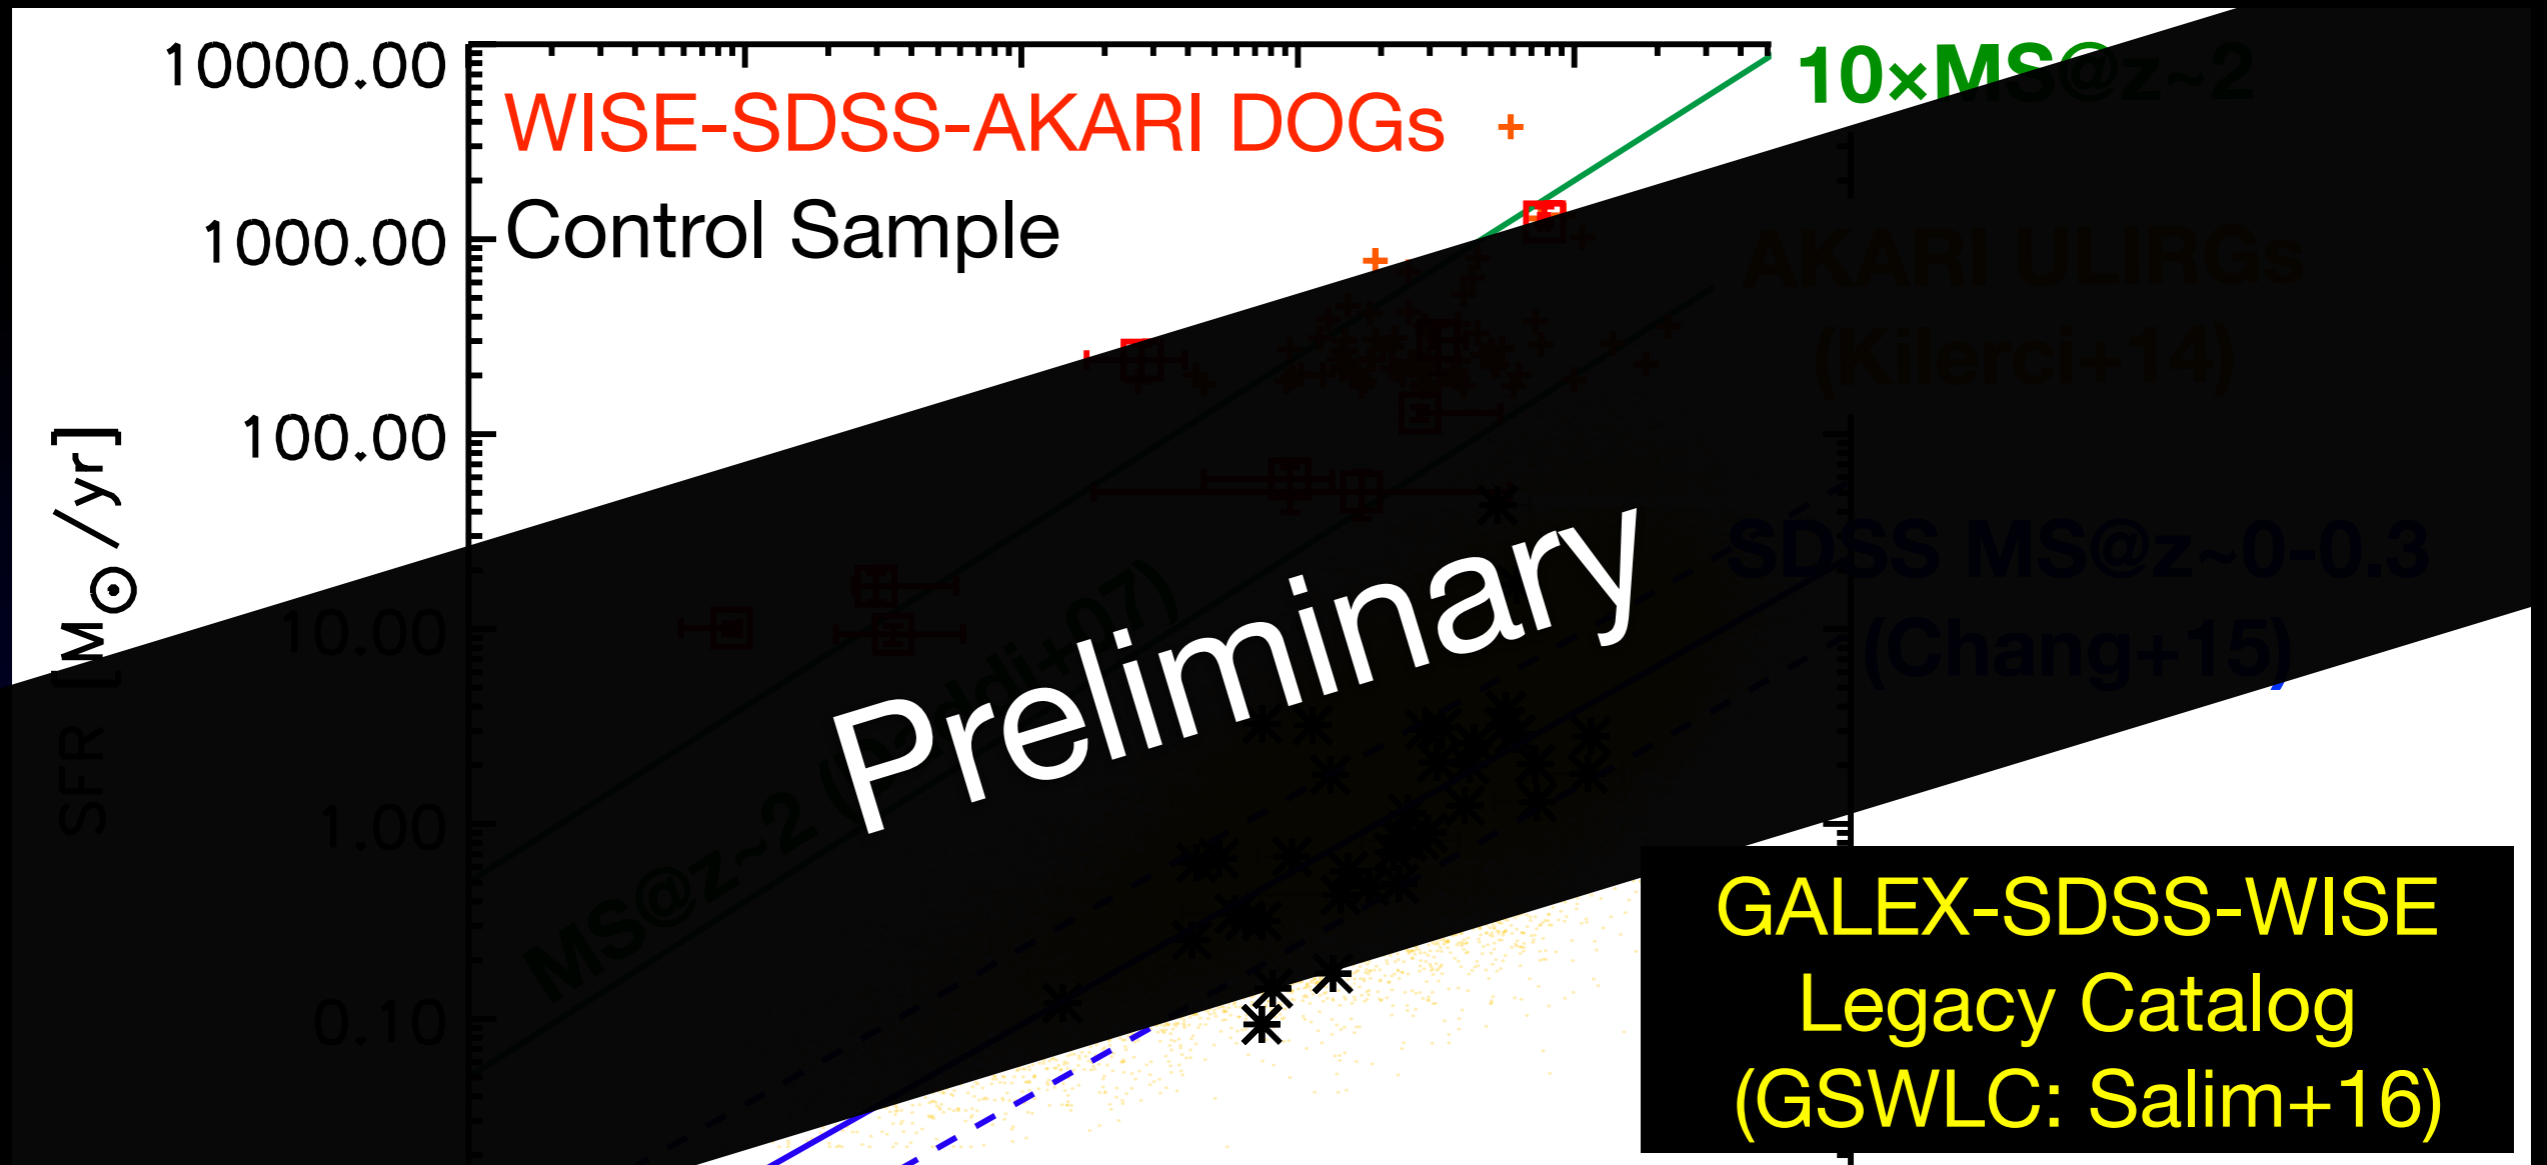 10000.00
1000.00
100.00
10.00
1.00
0.10
SFR [M⊙/yr]
WISE-SDSS-AKARI DOGs
Control Sample
10×MS@z~2
AKARI ULIRGs
(Kilerci+14)
SDSS MS@z~0-0.3
(Chang+15)
MS@z~2 (Daddi+07)
Preliminary
GALEX-SDSS-WISE
Legacy Catalog
(GSWLC: Salim+16)